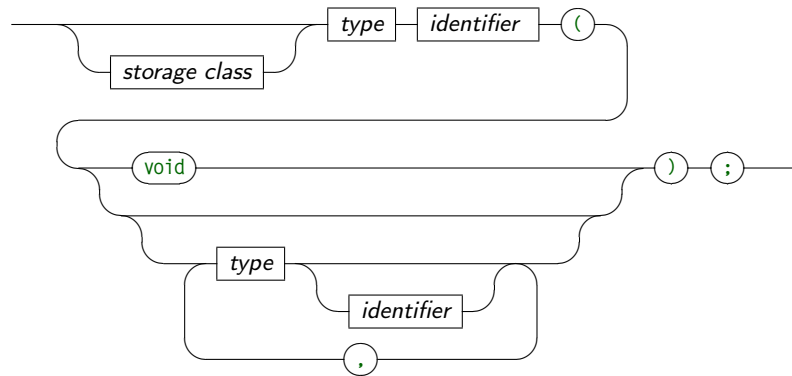 type identifier (
storage class
void ) ;
type
identifier
,